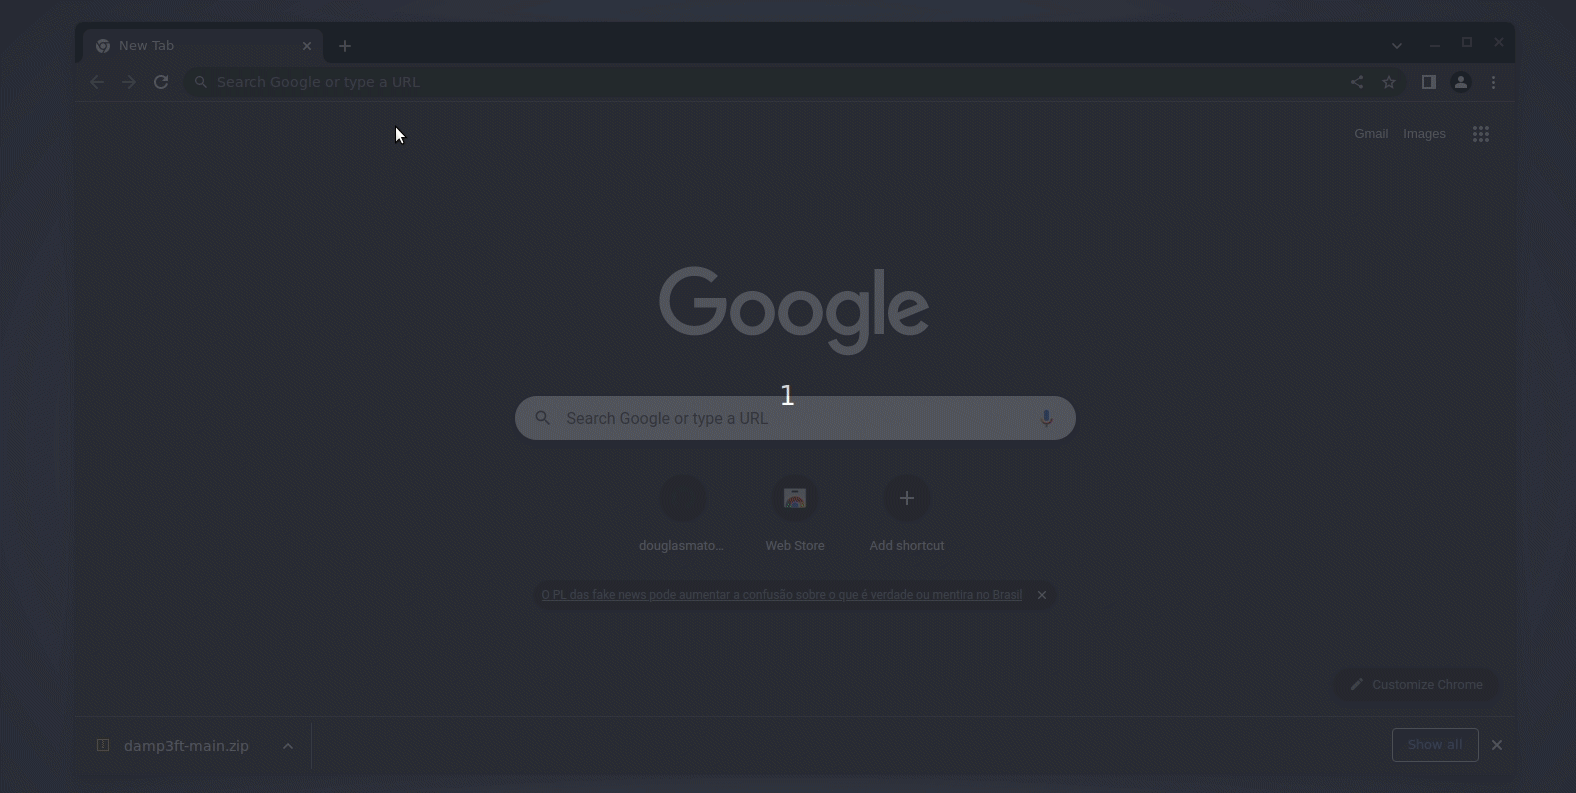 New Tab
Search Google or type a URL
Gmail Images
Google
1
Search Google or type a URL
douglasmato... Web Store Add shortcut
O PL das fake news pode aumentar a confusão sobre o que é verdade ou mentira no Brasil
Customize Chrome
damp3ft-main.zip Show all